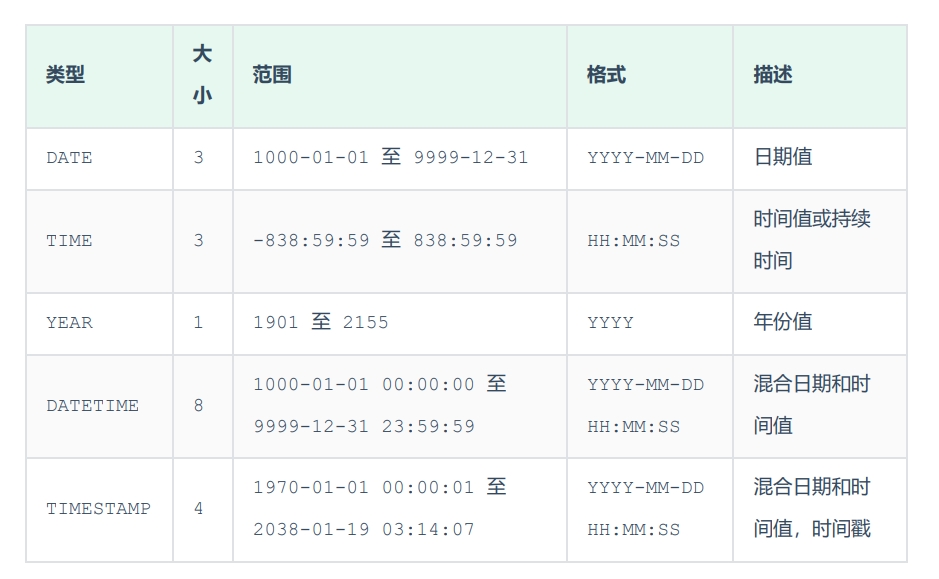 类型 大小 范围 格式 描述
DATE 3 1000-01-01 至 9999-12-31 YYYY-MM-DD 日期值
TIME 3 -838:59:59 至 838:59:59 HH:MM:SS 时间值或持续
时间
YEAR 1 1901 至 2155 YYYY 年份值
DATETIME 8 1000-01-01 00:00:00 至 YYYY-MM-DD 混合日期和时
9999-12-31 23:59:59 HH:MM:SS 间值
TIMESTAMP 4 1970-01-01 00:00:01 至 YYYY-MM-DD 混合日期和时
2038-01-19 03:14:07 HH:MM:SS 间值，时间戳